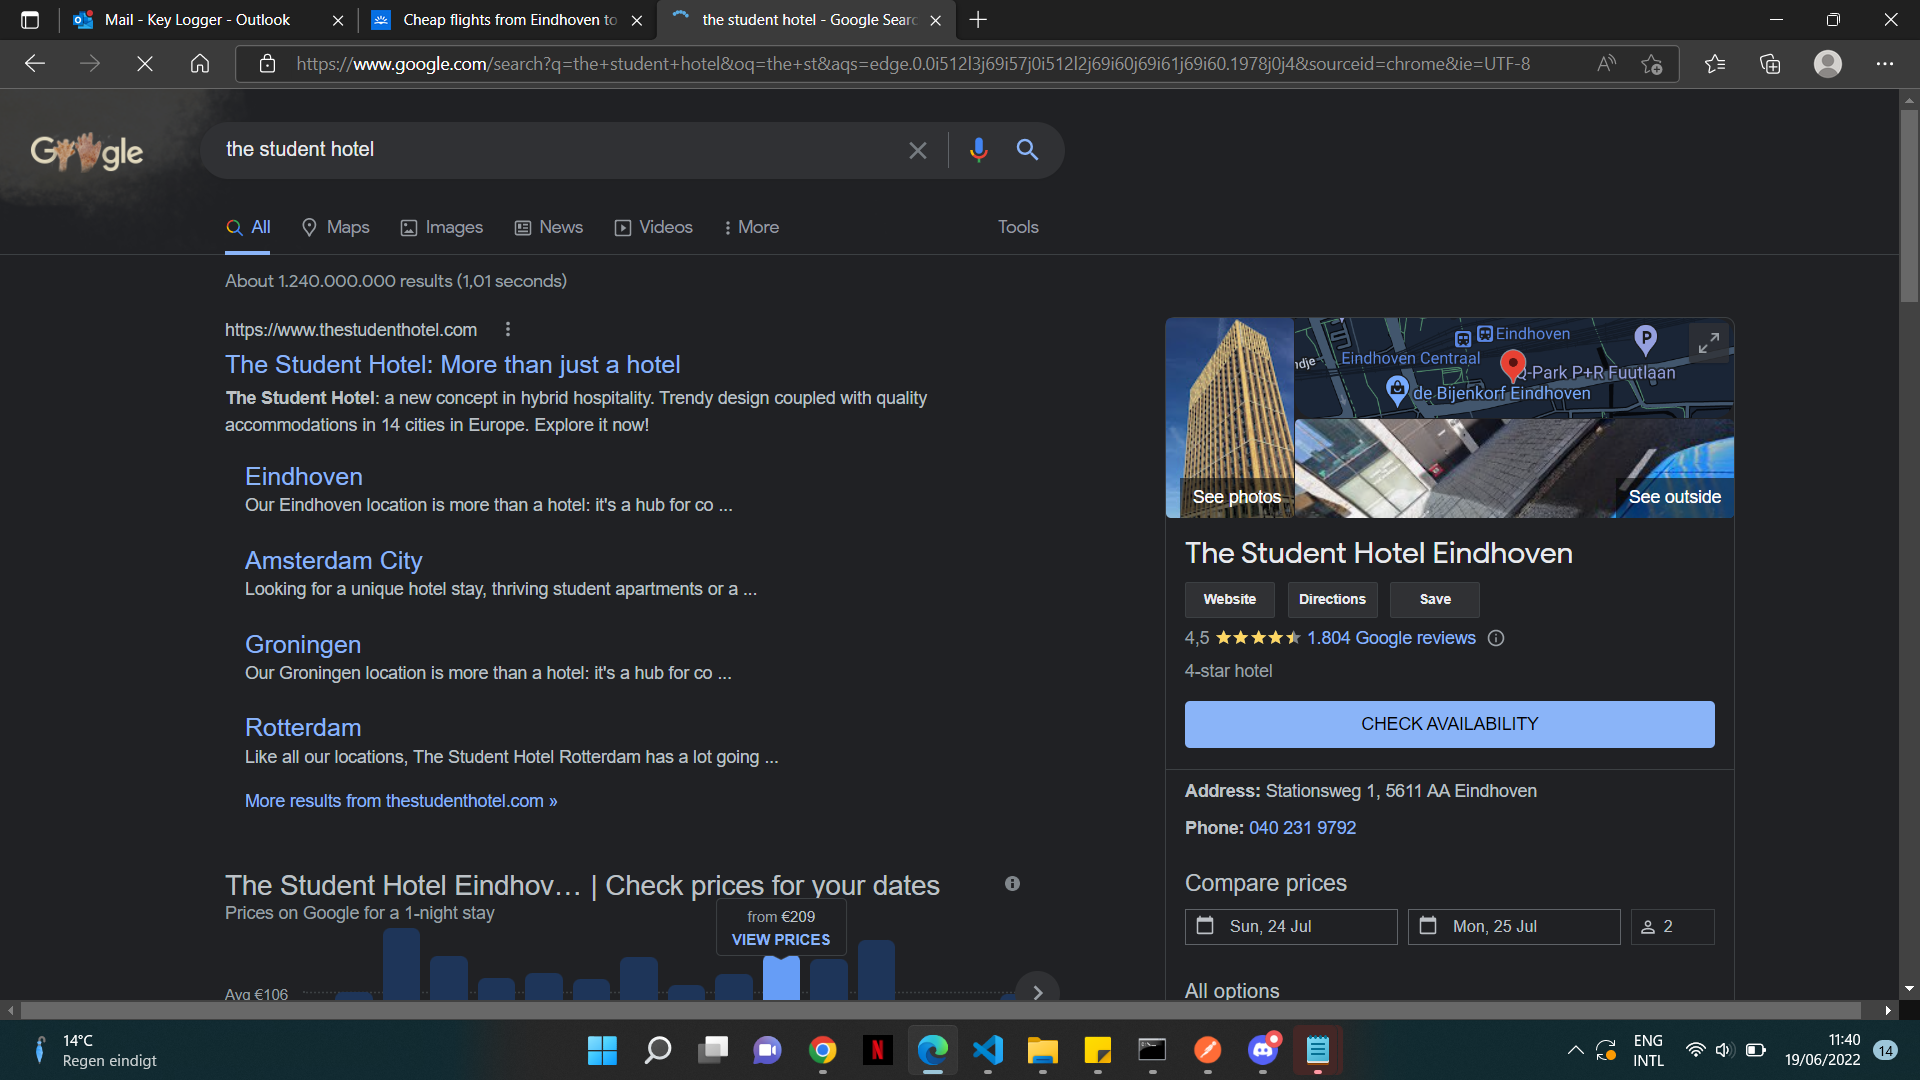 Mail - Key Logger - Outlook
Cheap flights from Eindhoven to
the student hotel - Google Searc
https://www.google.com/search?q=the+student+hotel&oq=the+st&aqs=edge.0.0i512l3j69i57j0i512l2j69i60j69i61j69i60.1978j0j4&sourceid=chrome&ie=UTF-8
Google
the student hotel
All
Maps
Images
News
Videos
More
Tools
About 1.240.000.000 results (1,01 seconds)
https://www.thestudenthotel.com
The Student Hotel: More than just a hotel
The Student Hotel: a new concept in hybrid hospitality. Trendy design coupled with quality
accommodations in 14 cities in Europe. Explore it now!
Eindhoven
Our Eindhoven location is more than a hotel: it's a hub for co ...
Amsterdam City
Looking for a unique hotel stay, thriving student apartments or a ...
Groningen
Our Groningen location is more than a hotel: it's a hub for co ...
Rotterdam
Like all our locations, The Student Hotel Rotterdam has a lot going ...
More results from thestudenthotel.com »
The Student Hotel Eindhov... | Check prices for your dates
Prices on Google for a 1-night stay
from €209
VIEW PRICES
Avg €106
Eindhoven
Eindhoven Centraal
ndje
P
Q-Park P+R Fuutlaan
de Bijenkorf Eindhoven
See photos
See outside
The Student Hotel Eindhoven
Website
Directions
Save
4,5
1.804 Google reviews
4-star hotel
CHECK AVAILABILITY
Address: Stationsweg 1, 5611 AA Eindhoven
Phone: 040 231 9792
Compare prices
Sun, 24 Jul
Mon, 25 Jul
2
All options
14°C
Regen eindigt
N
ENG
INTL
11:40
19/06/2022
14